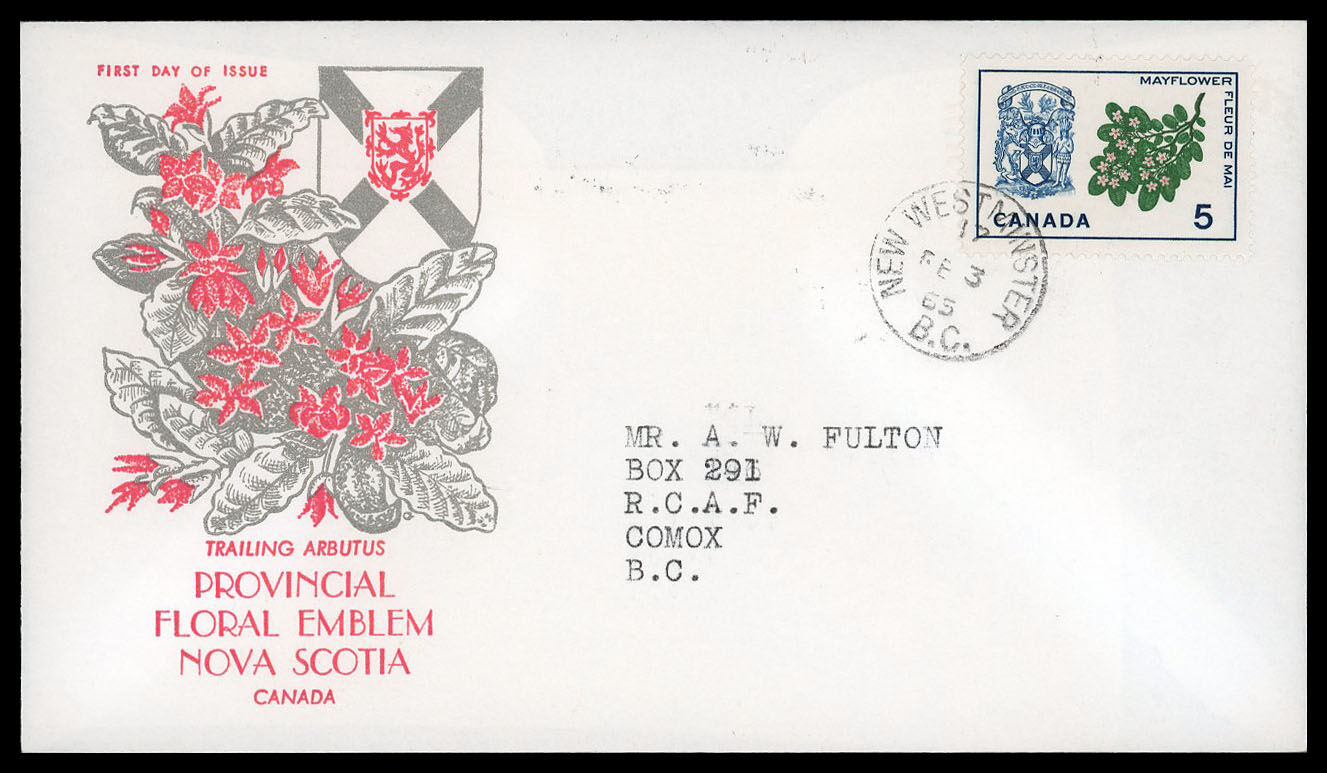 FIRST DAY OF ISSUE
MAYFLOWER
FLEUR DE MAI
CANADA 5
NEW WESTMINSTER
12
FE 3
65
B.C.
MR. A. W. FULTON
BOX 291
R.C.A.F.
COMOX
B.C.
TRAILING ARBUTUS
PROVINCIAL
FLORAL EMBLEM
NOVA SCOTIA
CANADA